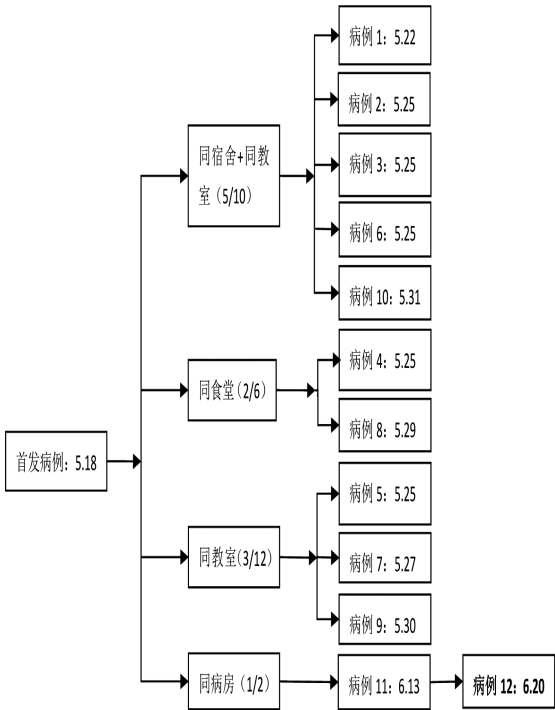 首发病例：5.18
同宿舍+同教
室（5/10）
病例 1：5.22
病例 2：5.25
病例 3：5.25
病例 6：5.25
病例 10：5.31
同食堂（2/6）
病例 4：5.25
病例 8：5.29
同教室（3/12）
病例 5：5.25
病例 7：5.27
病例 9：5.30
同病房（1/2）
病例 11：6.13
病例 12：6.20